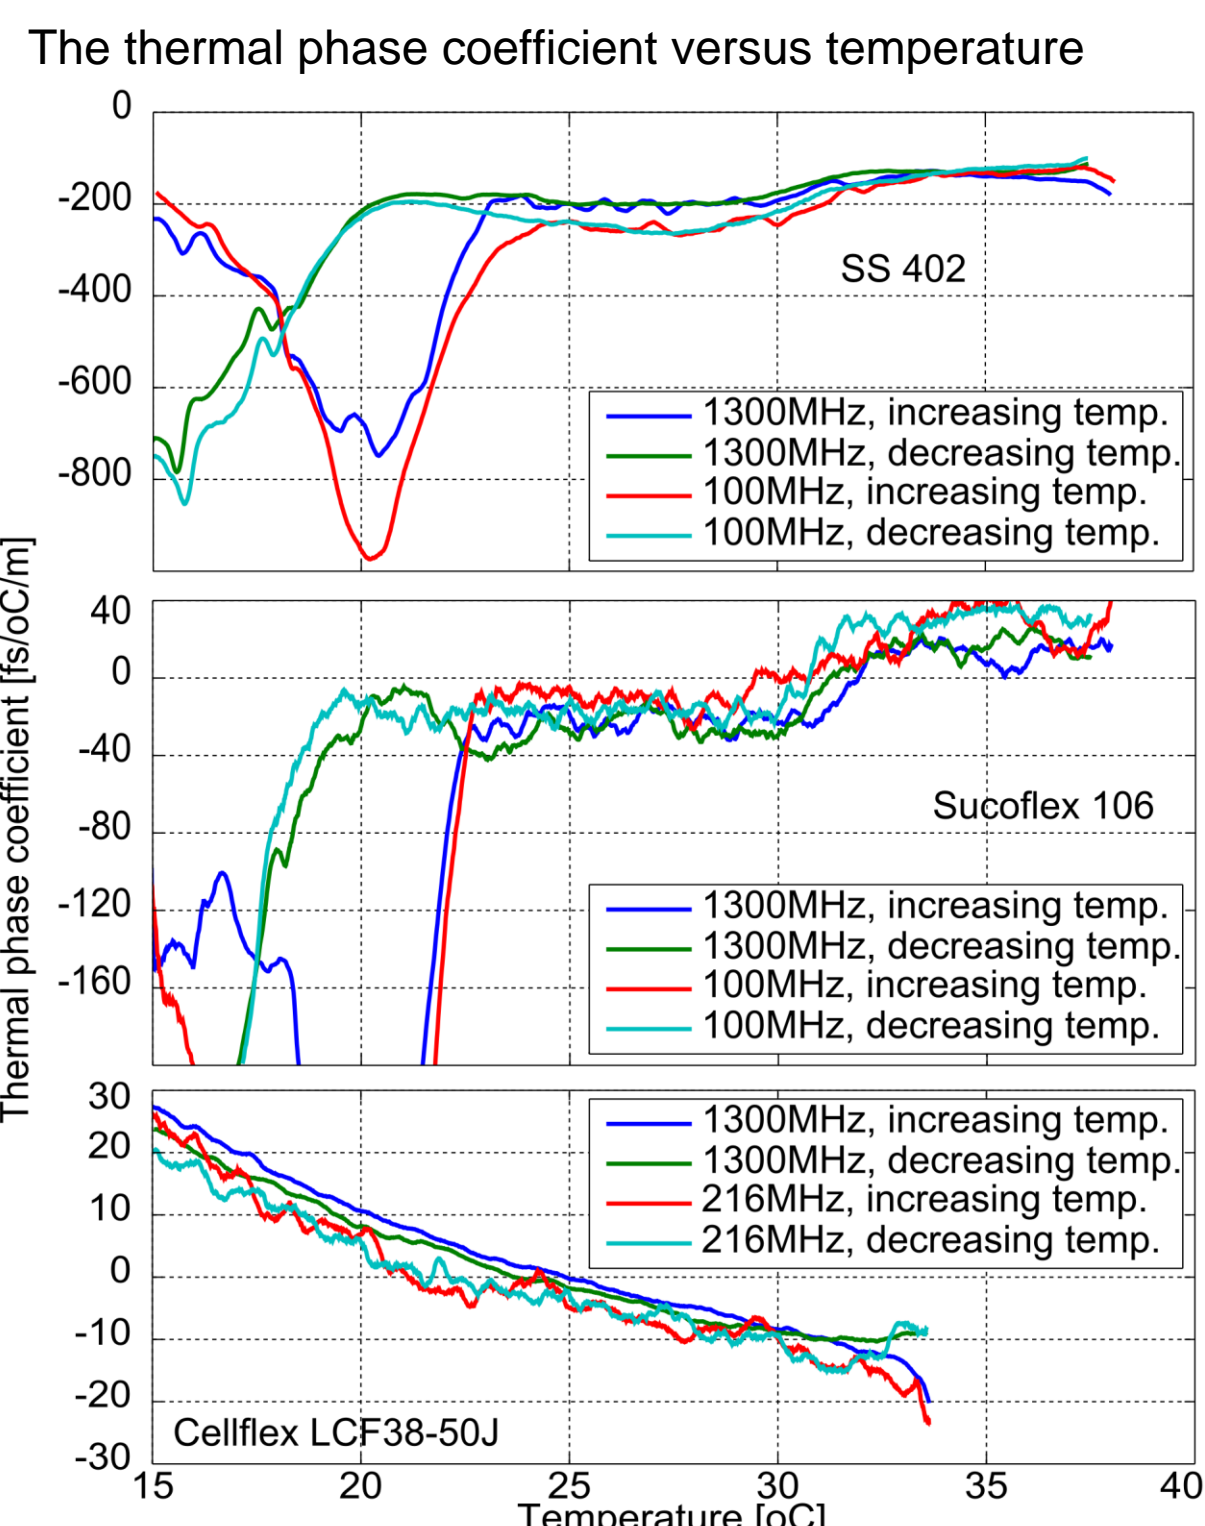 The thermal phase coefficient versus temperature
0
-200
-400
-600
-800
SS 402
1300MHz, increasing temp.
1300MHz, decreasing temp.
100MHz, increasing temp.
100MHz, decreasing temp.
Thermal phase coefficient [fs/oC/m]
40
0
-40
-80
-120
-160
Sucoflex 106
1300MHz, increasing temp.
1300MHz, decreasing temp.
100MHz, increasing temp.
100MHz, decreasing temp.
30
20
10
0
-10
-20
-30
1300MHz, increasing temp.
1300MHz, decreasing temp.
216MHz, increasing temp.
216MHz, decreasing temp.
Cellflex LCF38-50J
15 20 25 30 35 40
Temperature [oC]